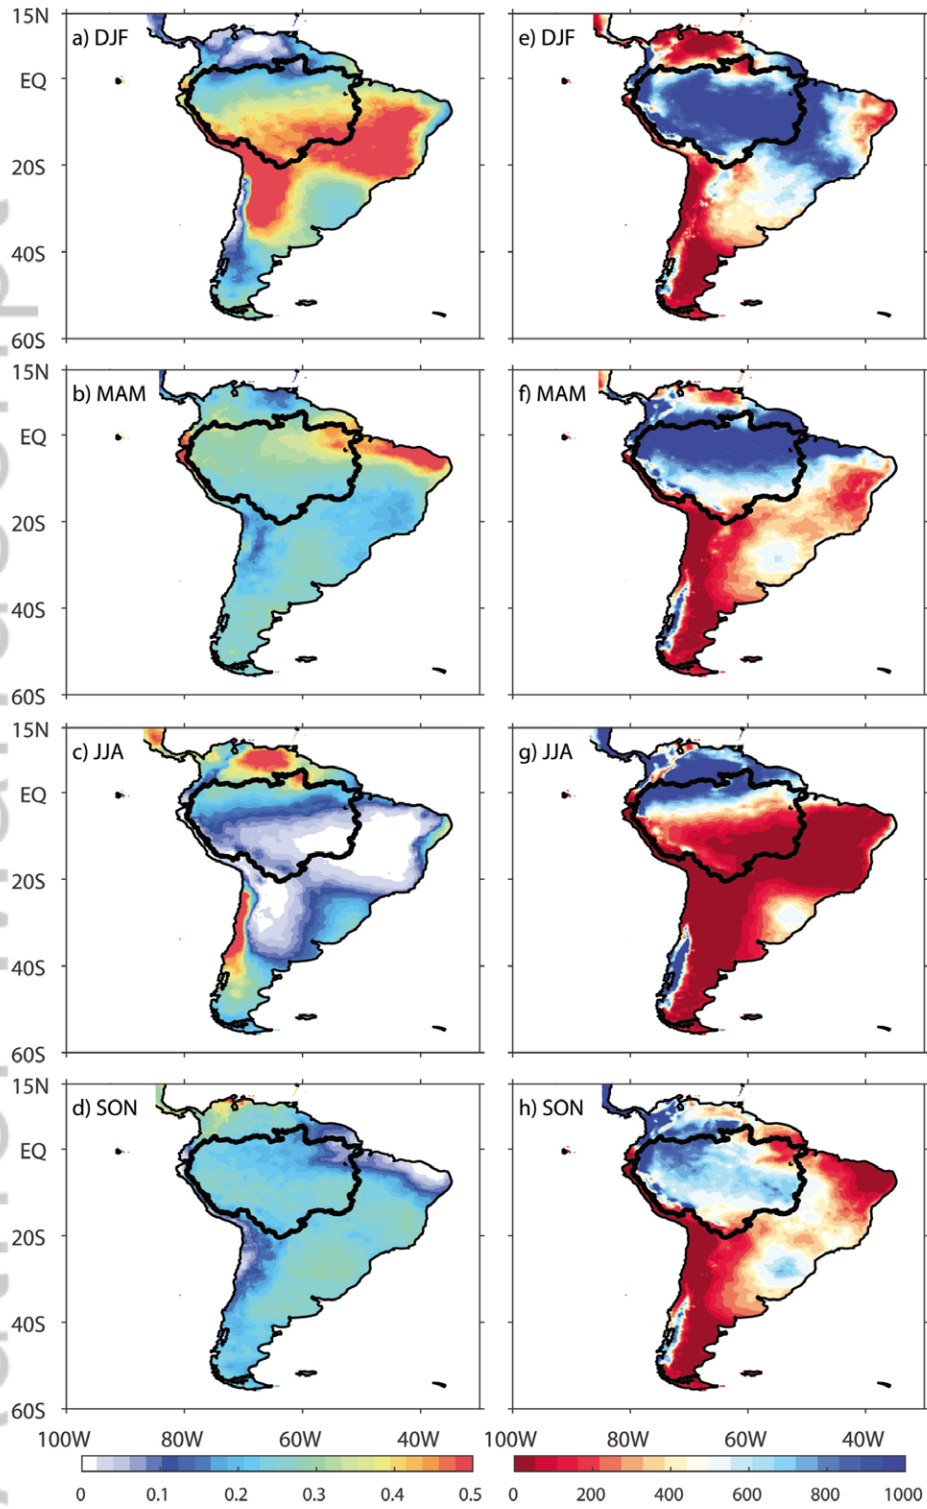 15N
EQ
20S
40S
60S
a) DJF
e) DJF
15N
EQ
20S
40S
60S
b) MAM
f) MAM
15N
EQ
20S
40S
60S
c) JJA
g) JJA
15N
EQ
20S
40S
60S
d) SON
h) SON
100W 80W 60W 40W 100W 80W 60W 40W
0 0.1 0.2 0.3 0.4 0.5 0 200 400 600 800 1000